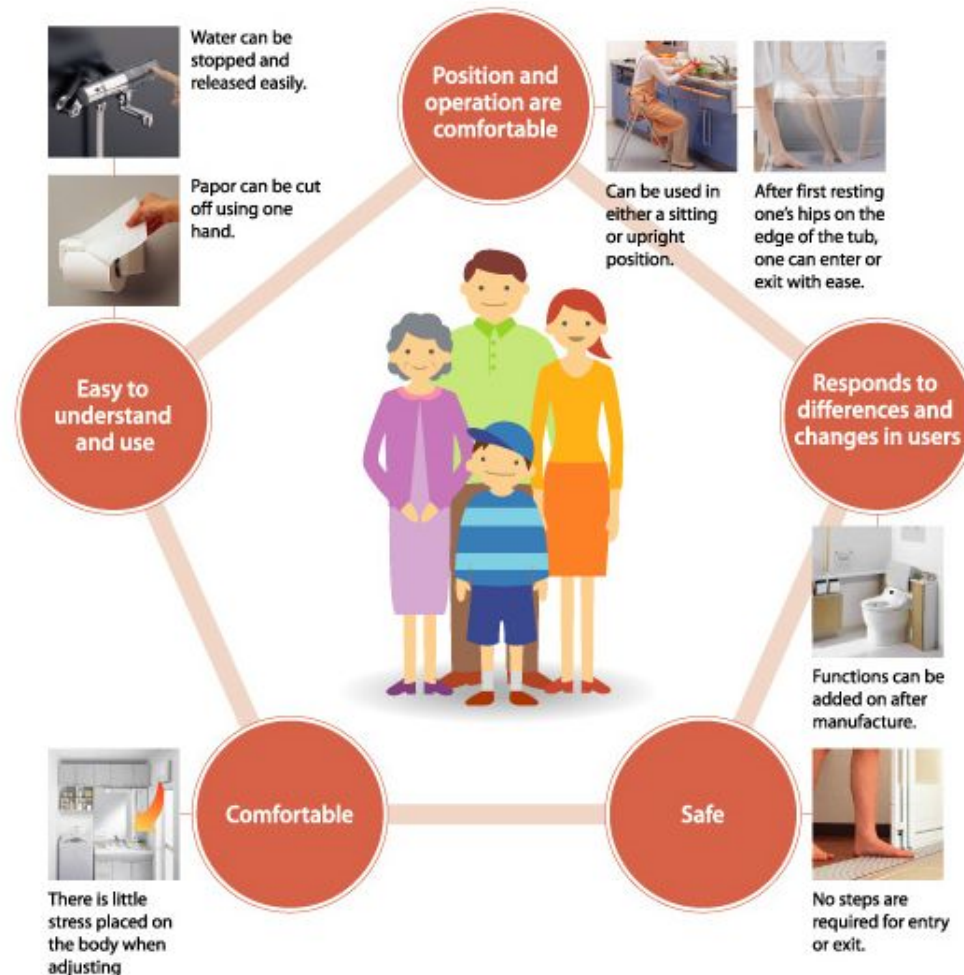 Water can be
stopped and
released easily.
Papor can be cut
off using one
hand.
Position and
operation are
comfortable
Can be used in
either a sitting
or upright
position.
After first resting
one's hips on the
edge of the tub,
one can enter or
exit with ease.
Easy to
understand
and use
Responds to
differences and
changes in users
Functions can be
added on after
manufacture.
Comfortable
There is little
stress placed on
the body when
adjusting
Safe
No steps are
required for entry
or exit.